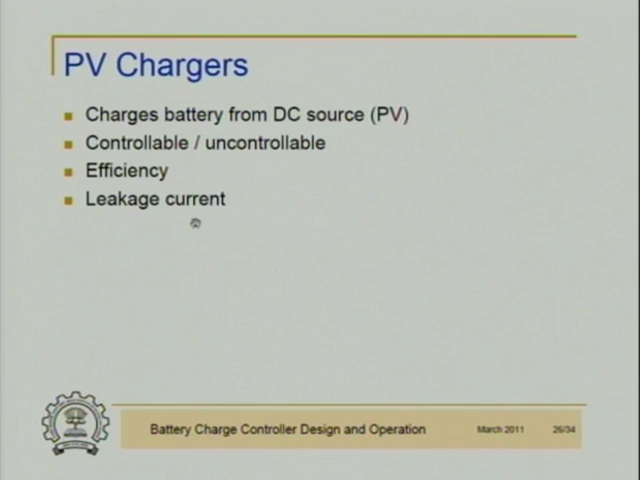 PV Chargers
Charges battery from DC source (PV)
Controllable / uncontrollable
Efficiency
Leakage current
Battery Charge Controller Design and Operation
March 2011
26/34